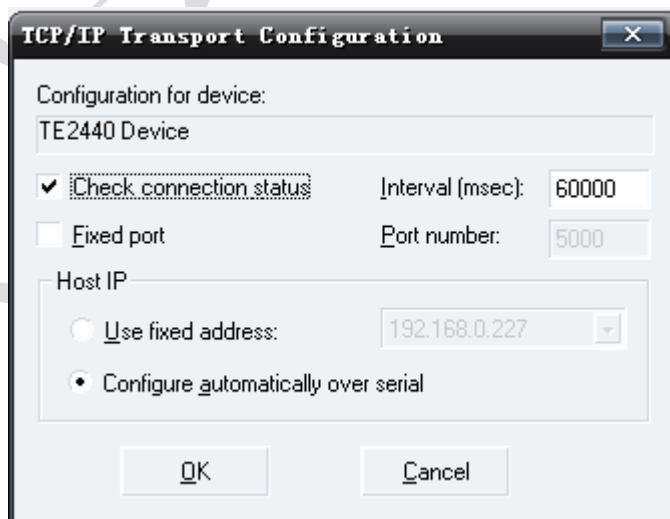 TCP/IP Transport Configuration
Configuration for device:
TE2440 Device
Check connection status Interval (msec): 60000
Fixed port Port number: 5000
Host IP
Use fixed address: 192.168.0.227
Configure automatically over serial
OK Cancel